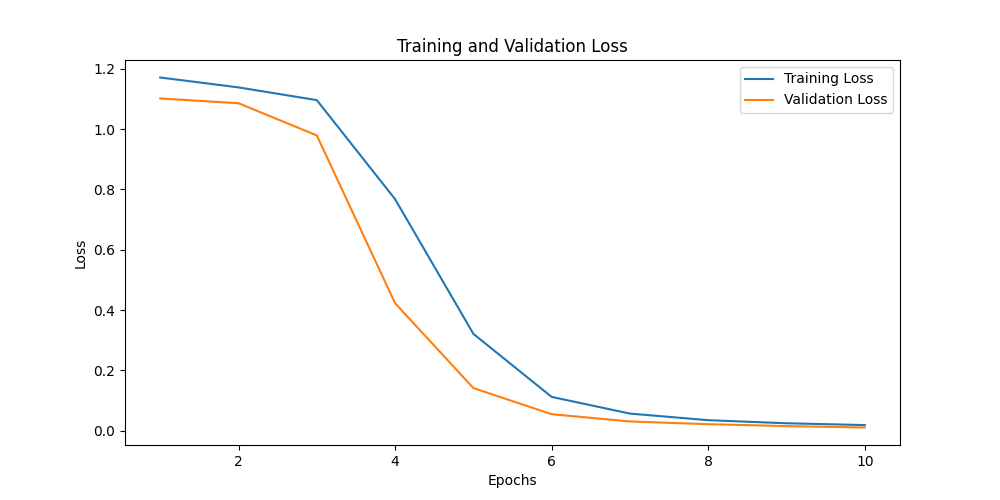 Training and Validation Loss
Training Loss
Validation Loss
Loss
1.2
1.0
0.8
0.6
0.4
0.2
0.0
2 4 6 8 10
Epochs